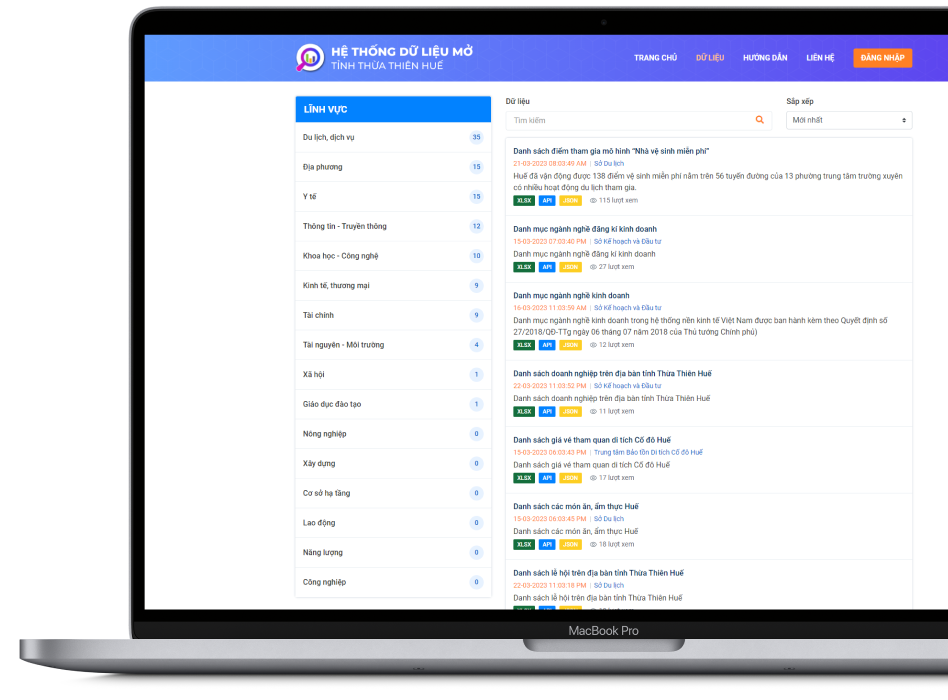 HỆ THỐNG DỮ LIỆU MỞ
TỈNH THỪA THIÊN HUẾ
TRANG CHỦ
DỮ LIỆU
HƯỚNG DẪN
LIÊN HỆ
ĐĂNG NHẬP
LĨNH VỰC
Du lịch, dịch vụ 35
Địa phương 15
Y tế 15
Thông tin - Truyền thông 12
Khoa học - Công nghệ 10
Kinh tế, thương mại 9
Tài chính 9
Tài nguyên - Môi trường 4
Xã hội 1
Giáo dục đào tạo 1
Nông nghiệp 0
Xây dựng 0
Cơ sở hạ tầng 0
Lao động 0
Năng lượng 0
Công nghiệp 0
Dữ liệu
Tìm kiếm
Sắp xếp
Mới nhất
Danh sách điểm tham gia mô hình "Nhà vệ sinh miễn phí"
21-03-2023 08:03:49 AM | Sở Du lịch
Huế đã vận động được 138 điểm vệ sinh miễn phí nằm trên 56 tuyến đường của 13 phường trung tâm trường xuyên
có nhiều hoạt động du lịch tham gia.
XLSX API JSON 115 lượt xem
Danh mục ngành nghề đăng kí kinh doanh
15-03-2023 07:03:40 PM | Sở Kế hoạch và Đầu tư
Danh mục ngành nghề đăng kí kinh doanh
XLSX API JSON 27 lượt xem
Danh mục ngành nghề kinh doanh
16-03-2023 11:03:59 AM | Sở Kế hoạch và Đầu tư
Danh mục ngành nghề kinh doanh trong hệ thống nền kinh tế Việt Nam được ban hành kèm theo Quyết định số
27/2018/QĐ-TTg ngày 06 tháng 07 năm 2018 của Thủ tướng Chính phủ)
XLSX API JSON 12 lượt xem
Danh sách doanh nghiệp trên địa bàn tỉnh Thừa Thiên Huế
22-03-2023 11:03:52 PM | Sở Kế hoạch và Đầu tư
Danh sách doanh nghiệp trên địa bàn tỉnh Thừa Thiên Huế
XLSX API JSON 11 lượt xem
Danh sách giá vé tham quan di tích Cố đô Huế
15-03-2023 06:03:43 PM | Trung tâm Bảo tồn Di tích Cố đô Huế
Danh sách giá vé tham quan di tích Cố đô Huế
XLSX API JSON 17 lượt xem
Danh sách các món ăn, ẩm thực Huế
15-03-2023 06:03:45 PM | Sở Du lịch
Danh sách các món ăn, ẩm thực Huế
XLSX API JSON 18 lượt xem
Danh sách lễ hội trên địa bàn tỉnh Thừa Thiên Huế
22-03-2023 11:03:18 PM | Sở Du lịch
Danh sách lễ hội trên địa bàn tỉnh Thừa Thiên Huế
MacBook Pro